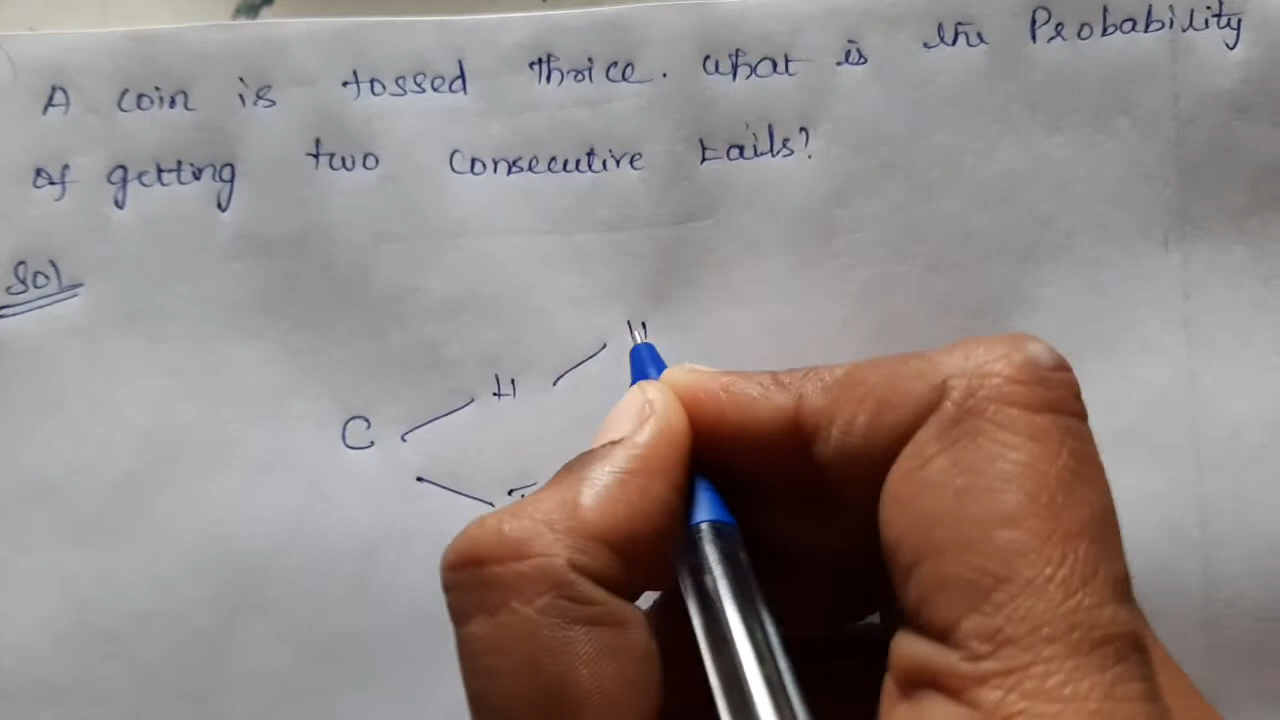 A coin is tossed thrice. What is the Probability
of getting two consecutive tails?
Sol
H
C H
T